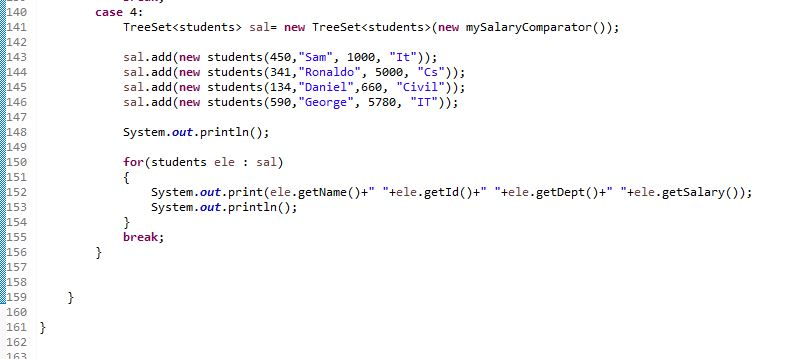 140 case 4:
141 TreeSet<students> sal= new TreeSet<students>(new mySalaryComparator());
142
143 sal.add(new students(450,"Sam", 1000, "It"));
144 sal.add(new students(341,"Ronaldo", 5000, "Cs"));
145 sal.add(new students(134,"Daniel",660, "Civil"));
146 sal.add(new students(590,"George", 5780, "IT"));
147
148 System.out.println();
149
150 for(students ele : sal)
151 {
152 System.out.print(ele.getName()+" "+ele.getId()+" "+ele.getDept()+" "+ele.getSalary());
153 System.out.println();
154 }
155 break;
156 }
157
158
159 }
160
161 }
162
163